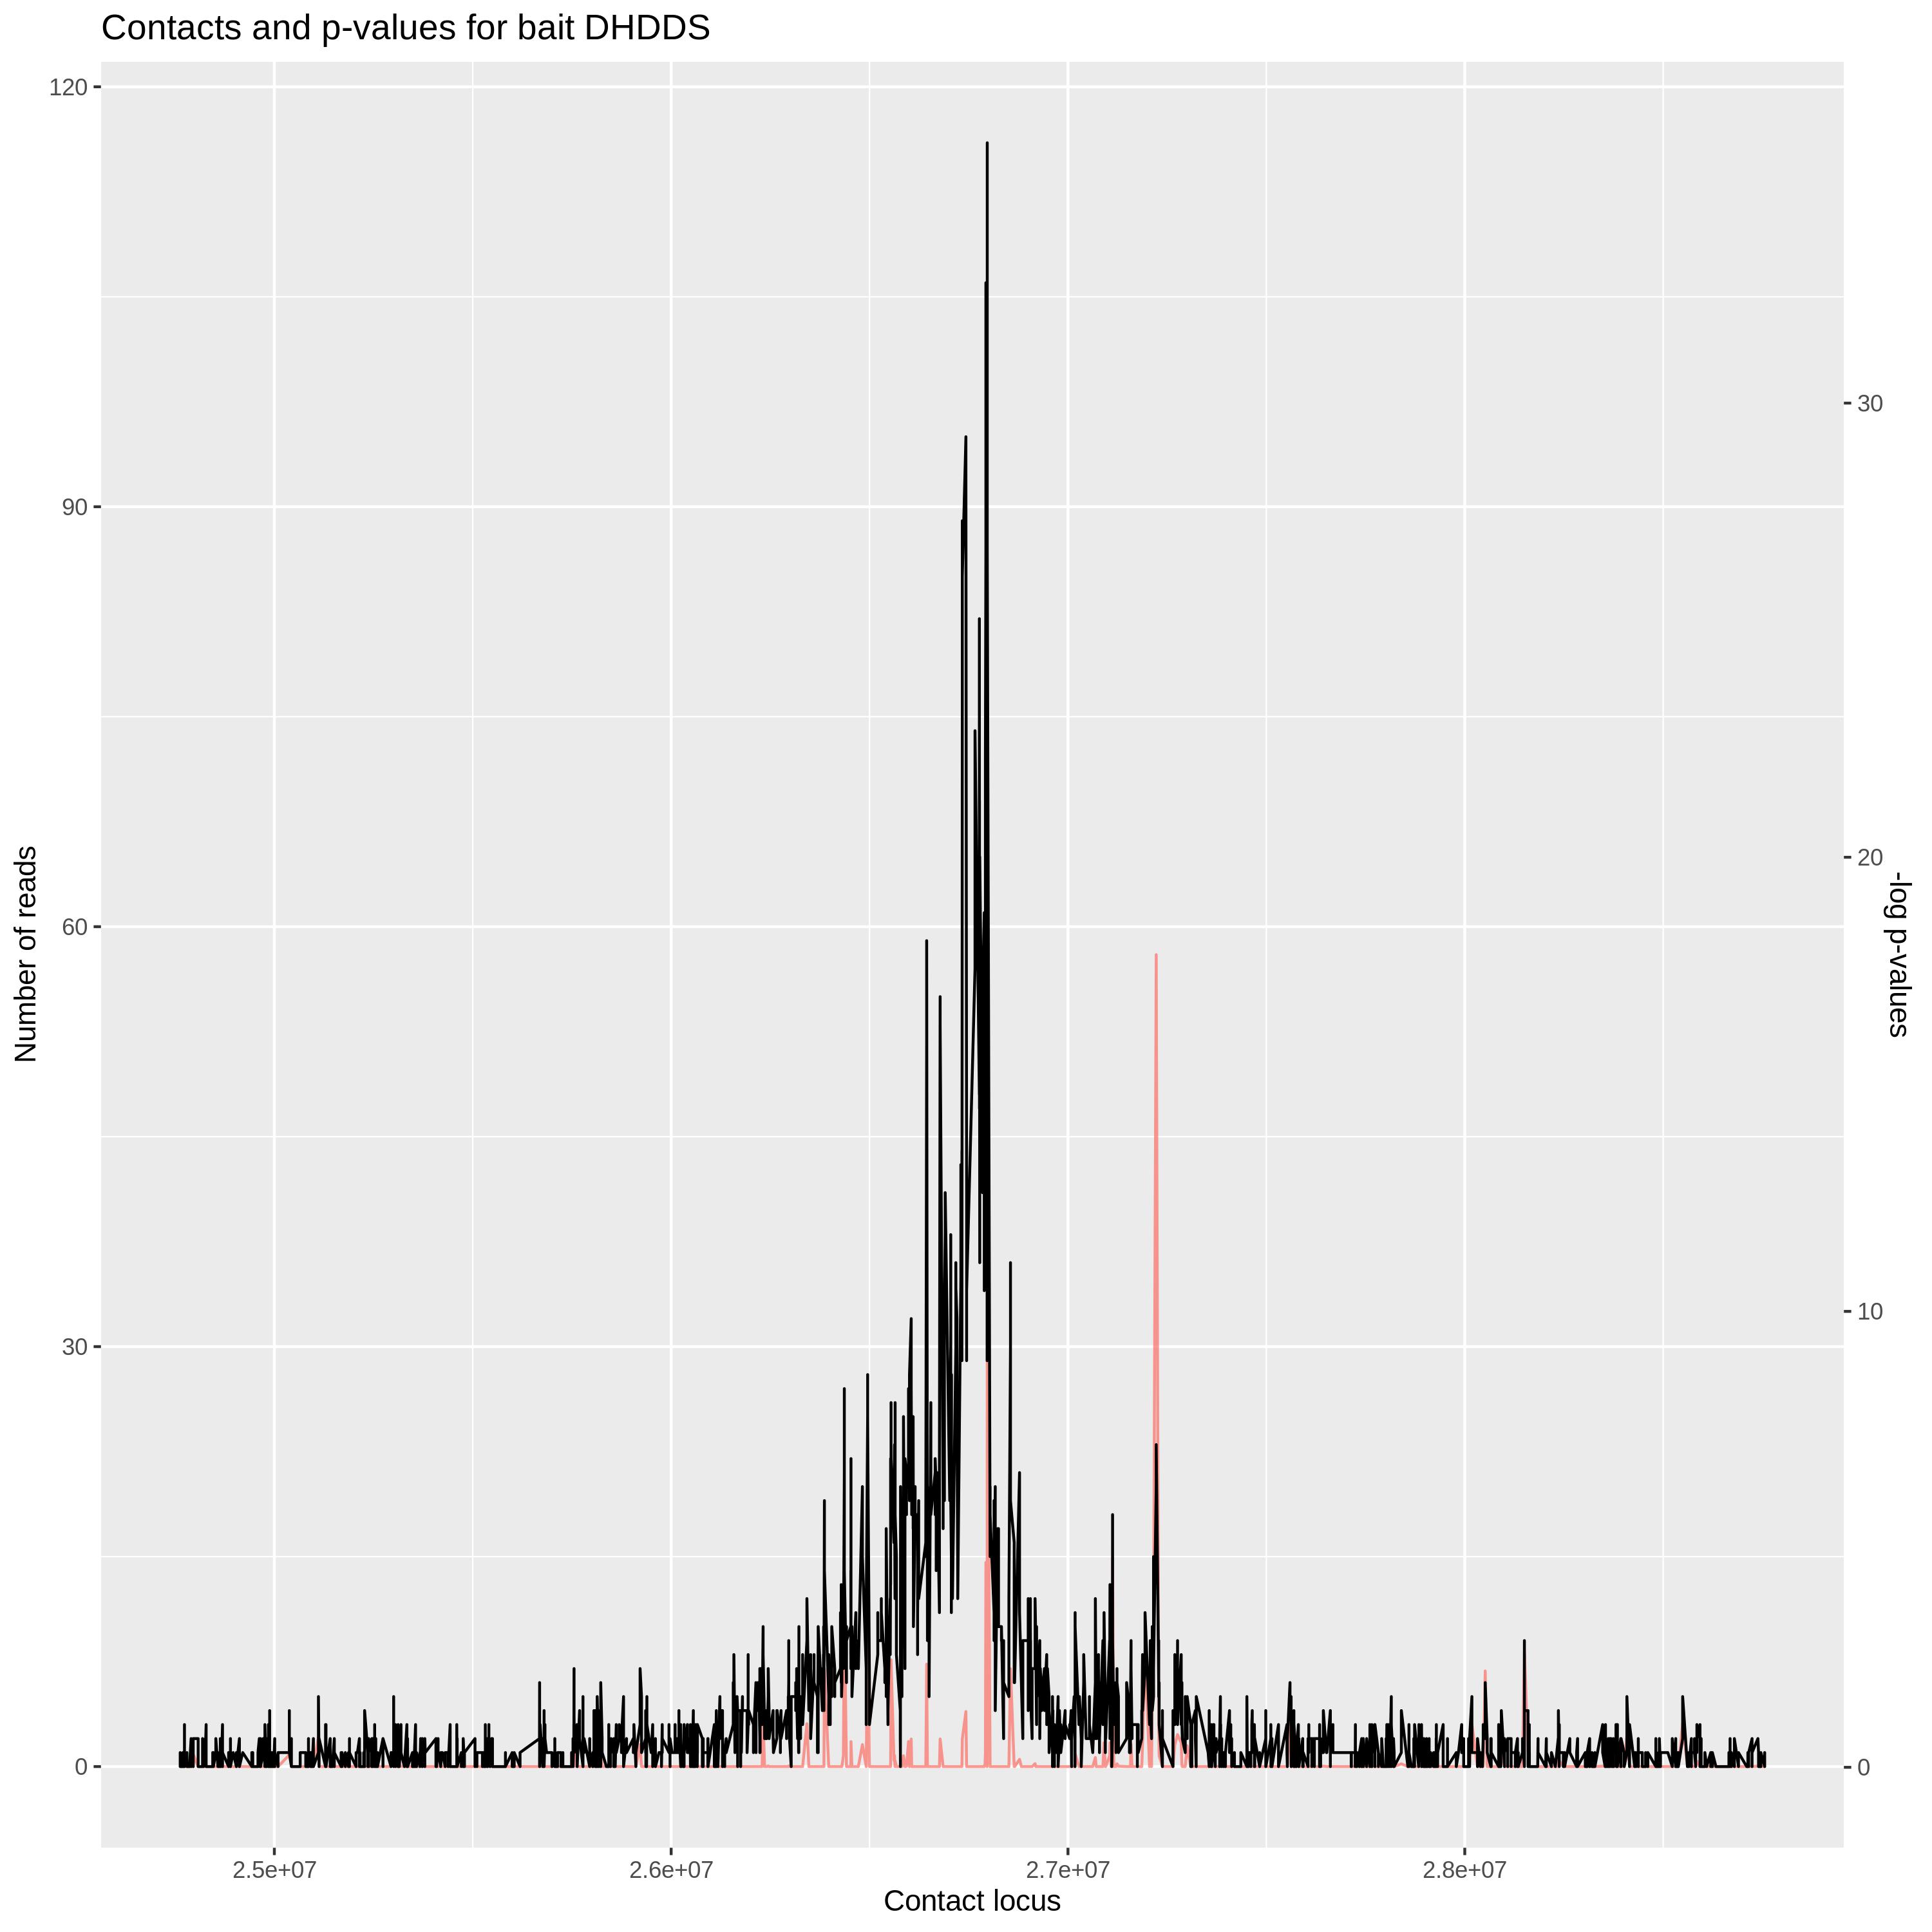 Contacts and p-values for bait DHDDS
120
90
60
30
0
Number of reads
30
20
10
0
-log p-values
2.5e+07 2.6e+07 2.7e+07 2.8e+07
Contact locus